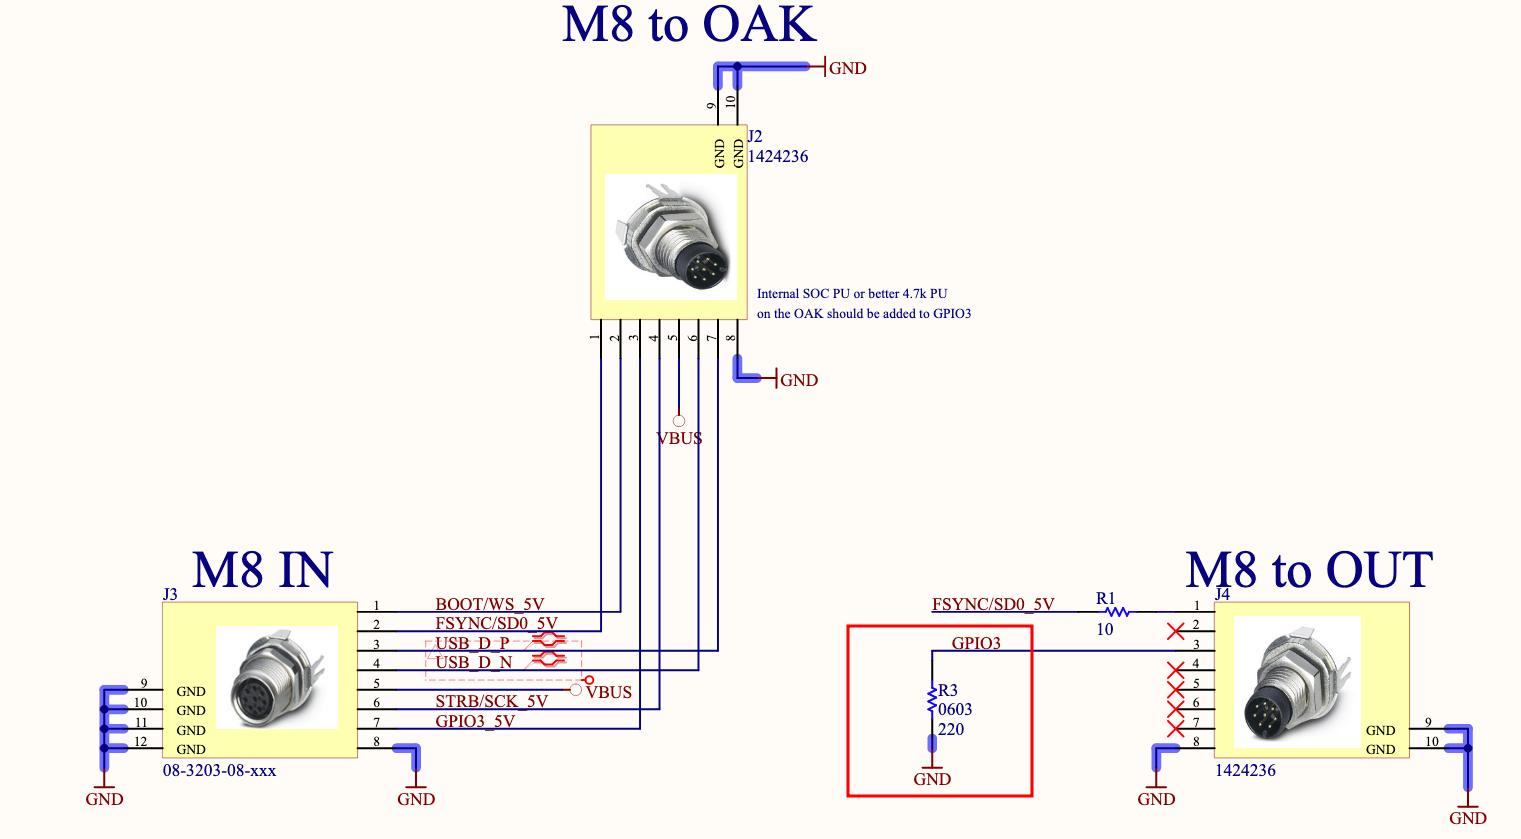 M8 to OAK
GND
9
10
GND
GND
J2
1424236
Internal SOC PU or better 4.7k PU
on the OAK should be added to GPIO3
1
2
3
4
5
6
7
8
GND
VBUS
M8 IN
J3
1
2
3
4
5
6
7
8
BOOT/WS_5V
FSYNC/SD0_5V
USB_D_P
USB_D_N
VBUS
STRB/SCK_5V
GPIO3_5V
9
GND
10
GND
11
GND
12
GND
08-3203-08-xxx
GND
GND
FSYNC/SD0_5V
R1
10
GPIO3
R3
0603
220
GND
M8 to OUT
J4
1
2
3
4
5
6
7
8
GND
9
GND
10
1424236
GND
GND